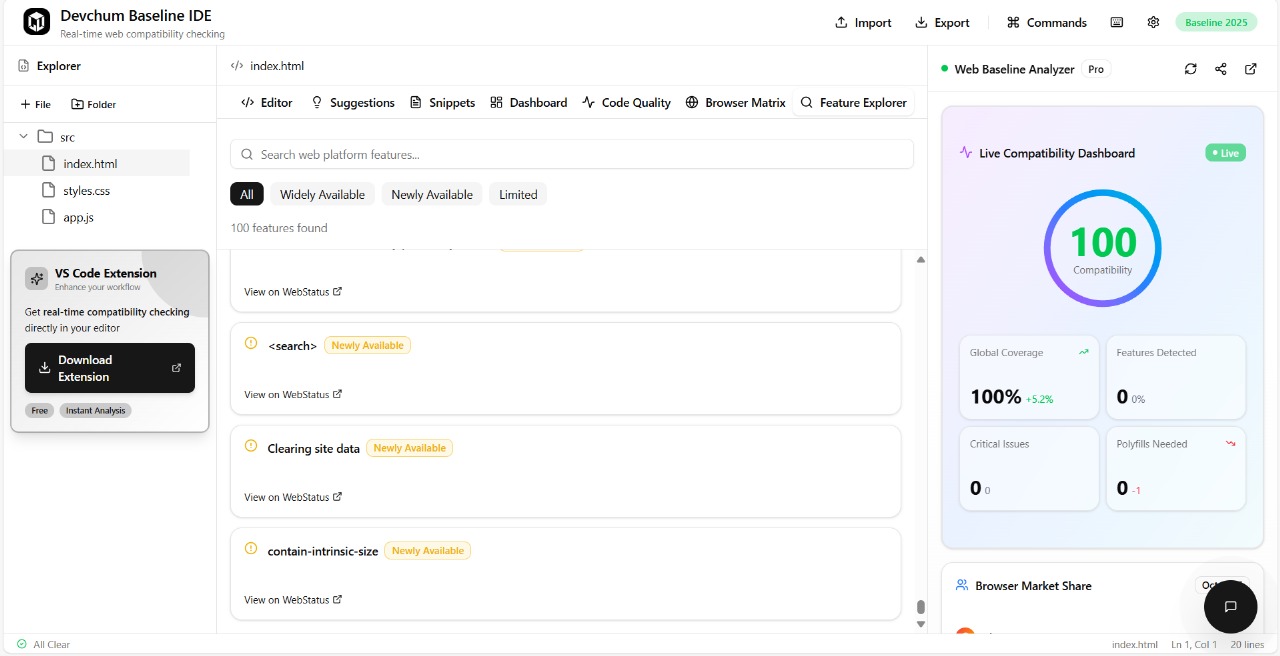 Devchum Baseline IDE
Real-time web compatibility checking
Import
Export
Commands
Baseline 2025
Explorer
File
Folder
src
index.html
styles.css
app.js
VS Code Extension
Enhance your workflow
Get real-time compatibility checking
directly in your editor
Download
Extension
Free
Instant Analysis
index.html
Editor
Suggestions
Snippets
Dashboard
Code Quality
Browser Matrix
Feature Explorer
Search web platform features...
All
Widely Available
Newly Available
Limited
100 features found
View on WebStatus
<search>
Newly Available
View on WebStatus
Clearing site data
Newly Available
View on WebStatus
contain-intrinsic-size
Newly Available
View on WebStatus
Web Baseline Analyzer
Pro
Live Compatibility Dashboard
Live
100
Compatibility
Global Coverage
100% +5.2%
Features Detected
0 0%
Critical Issues
0 0
Polyfills Needed
0 -1
Browser Market Share
All Clear
index.html
Ln 1, Col 1
20 lines